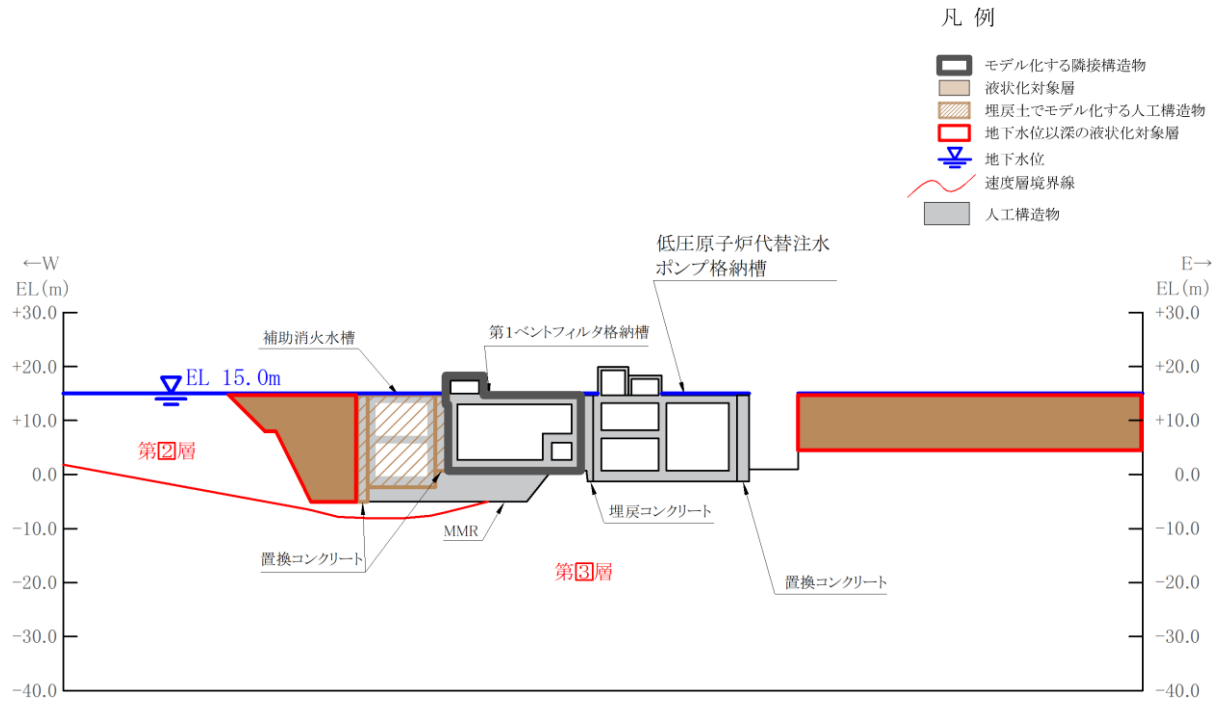 凡 例
モデル化する隣接構造物
液状化対象層
埋戻土でモデル化する人工構造物
地下水位以深の液状化対象層
地下水位
速度層境界線
人工構造物
←W
EL(m)
+30.0
+20.0
+10.0
0.0
-10.0
-20.0
-30.0
-40.0
E→
EL(m)
+30.0
+20.0
+10.0
0.0
-10.0
-20.0
-30.0
-40.0
低圧原子炉代替注水
ポンプ格納槽
補助消火水槽
第1ベントフィルタ格納槽
EL 15.0m
第2層
置換コンクリート
MMR
埋戻コンクリート
第3層
置換コンクリート